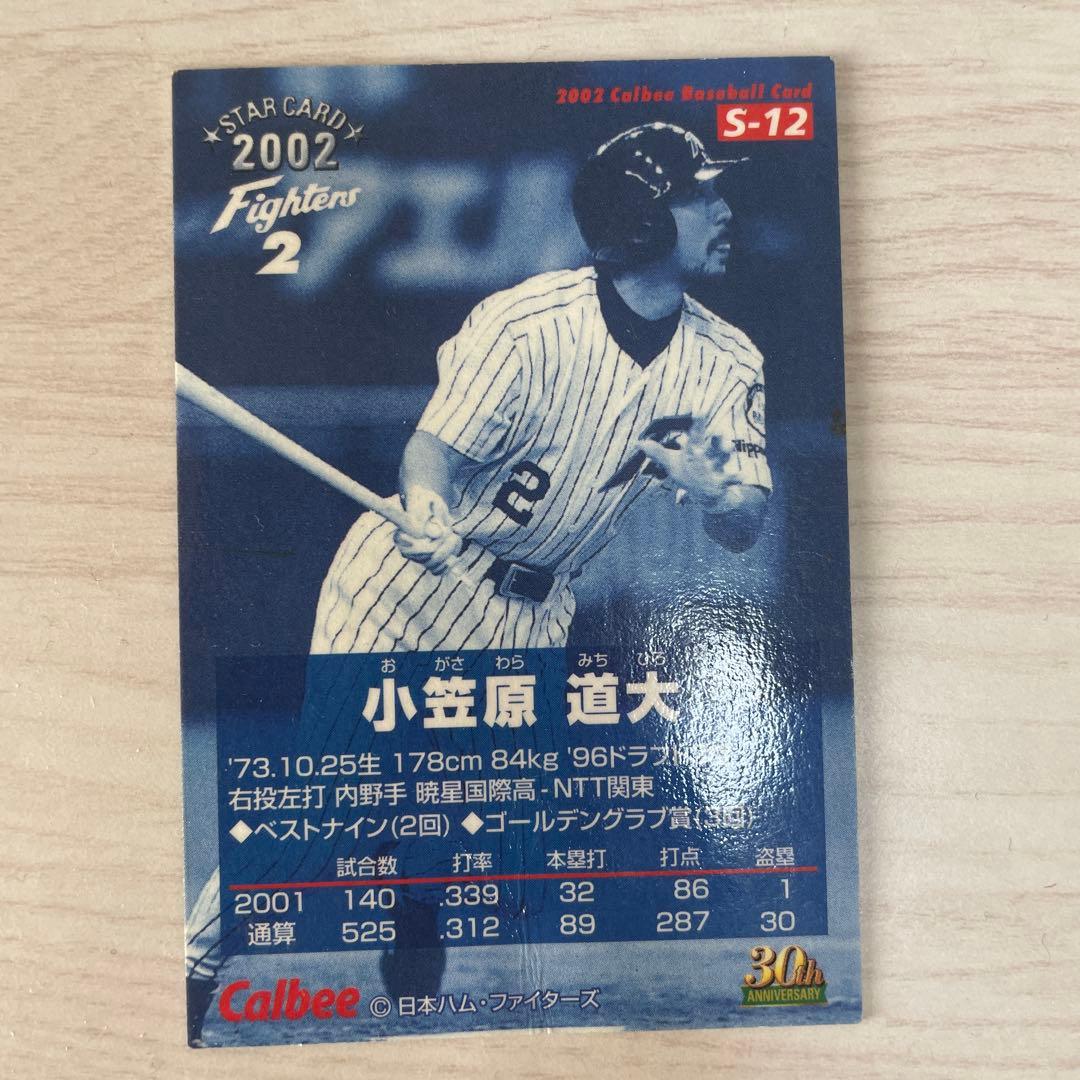 STAR CARD
2002
Fighters
2
2002 Calbee Baseball Card
S-12
2
Nippon
お がさ わら みち ひろ
小笠原 道大
'73.10.25生 178cm 84kg '96ドラフト
右投左打 内野手 暁星国際高-NTT関東
◆ベストナイン(2回) ◆ゴールデングラブ賞(3回)
試合数 打率 本塁打 打点 盗塁
2001 140 .339 32 86 1
通算 525 .312 89 287 30
Calbee ©日本ハム・ファイターズ
30th
ANNIVERSARY